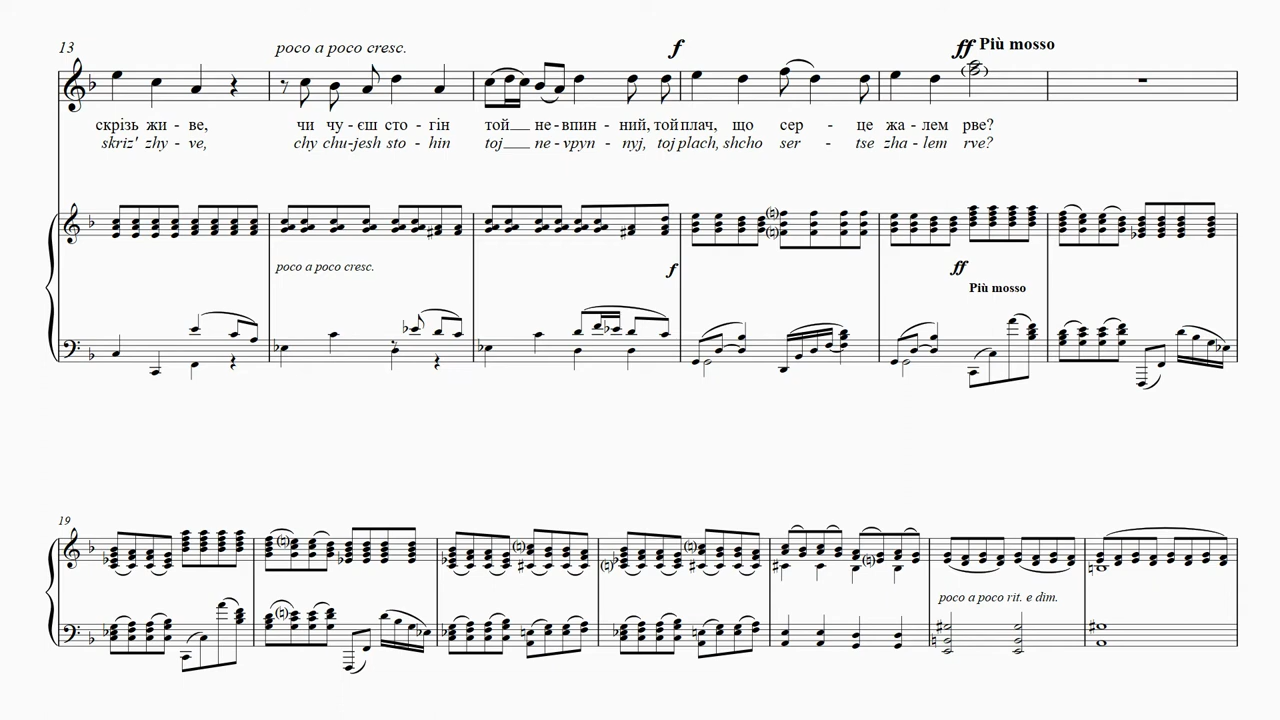 13 poco a poco cresc. f ff Più mosso
скрізь жи - ве, чи чу-єш сто - гін той не-впин - ний, той плач, що сер - це жа-лем рве?
skriz' zhy - ve, chy chu-jesh sto - hin toj ne-vpyn - nyj, toj plach, shcho ser - tse zha-lem rve?
poco a poco cresc. f ff
Più mosso
19
poco a poco rit. e dim.